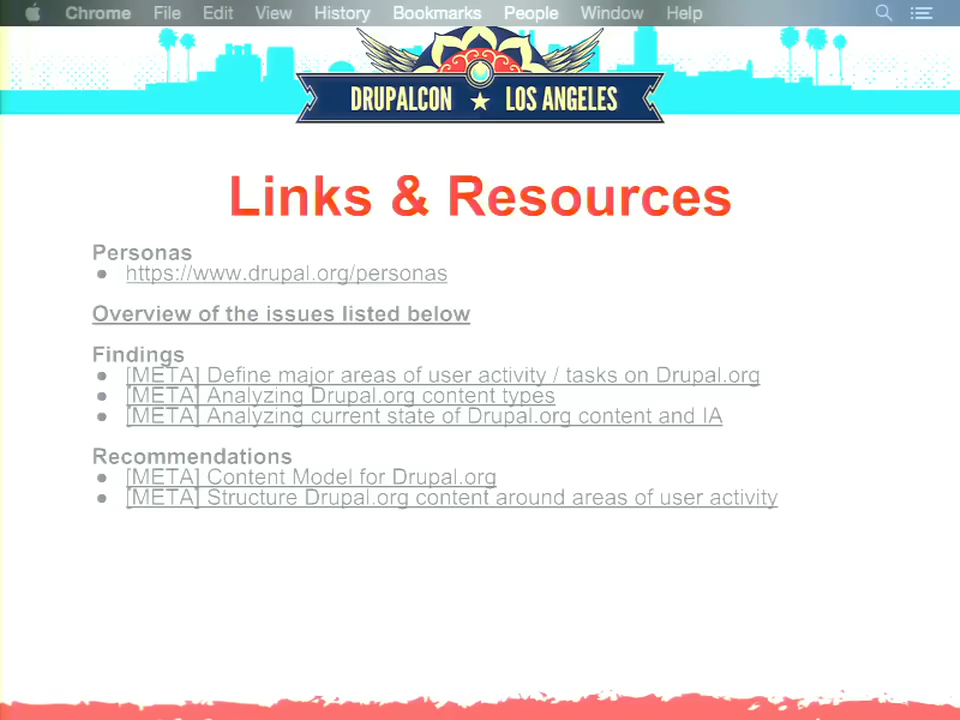 Chrome File Edit View History Bookmarks People Window Help
DRUPALCON ★ LOS ANGELES
Links & Resources
Personas
● https://www.drupal.org/personas
Overview of the issues listed below
Findings
● [META] Define major areas of user activity / tasks on Drupal.org
● [META] Analyzing Drupal.org content types
● [META] Analyzing current state of Drupal.org content and IA
Recommendations
● [META] Content Model for Drupal.org
● [META] Structure Drupal.org content around areas of user activity